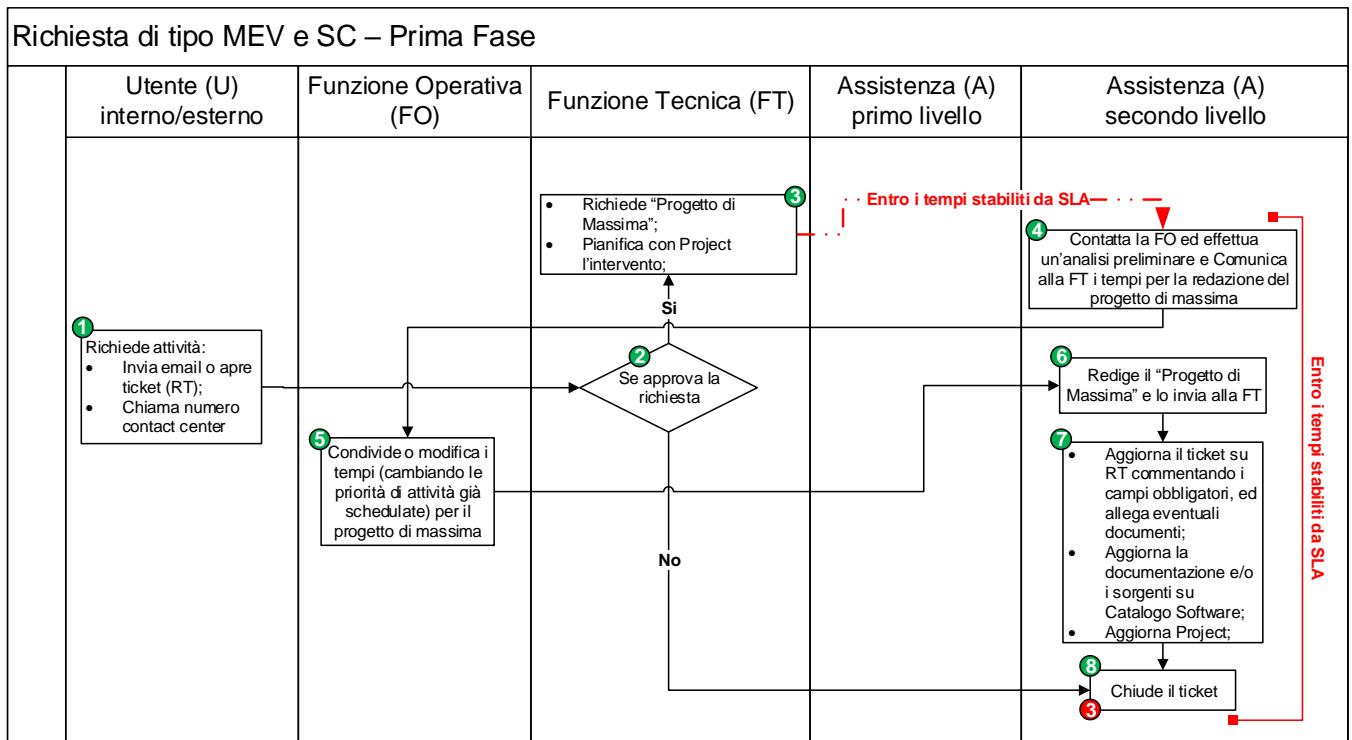 Richiesta di tipo MEV e SC – Prima Fase
Utente (U)
interno/esterno
Funzione Operativa
(FO)
Funzione Tecnica (FT)
Assistenza (A)
primo livello
Assistenza (A)
secondo livello
3
• Richiede “Progetto di
Massima”;
• Pianifica con Project
l’intervento;
Entro i tempi stabiliti da SLA
4
Contatta la FO ed effettua
un’analisi preliminare e Comunica
alla FT i tempi per la redazione del
progetto di massima
Si
1
Richiede attività:
• Invia email o apre
ticket (RT);
• Chiama numero
contact center
2
Se approva la
richiesta
6
Redige il “Progetto di
Massima” e lo invia alla FT
Entro i tempi stabiliti da SLA
5
Condivide o modifica i
tempi (cambiando le
priorità di attività già
schedulate) per il
progetto di massima
7
• Aggiorna il ticket su
RT commentando i
campi obbligatori, ed
allega eventuali
documenti;
• Aggiorna la
documentazione e/o
i sorgenti su
Catalogo Software;
• Aggiorna Project;
No
8
Chiude il ticket
3